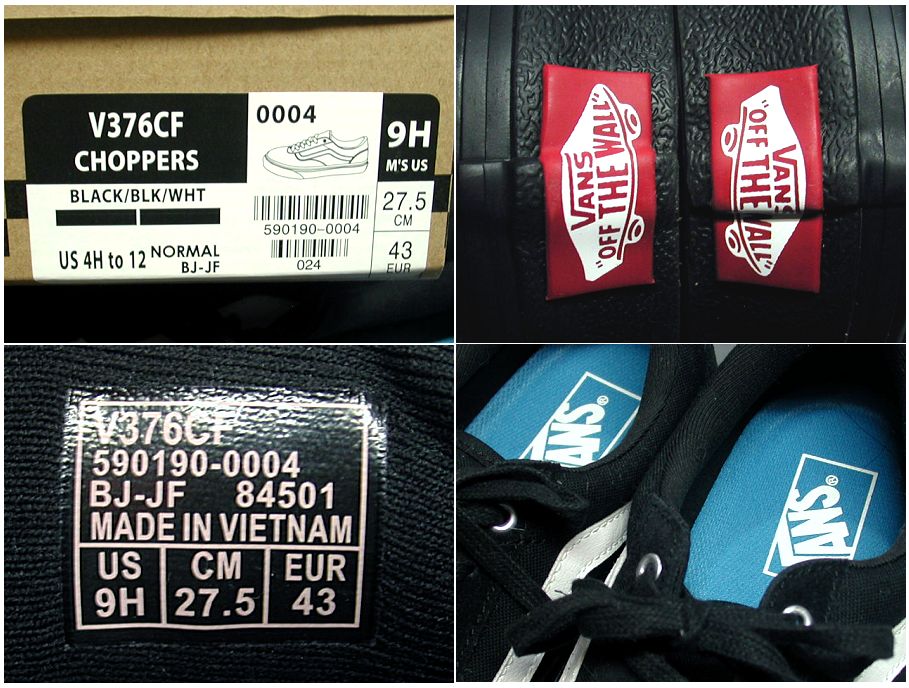 V376CF
CHOPPERS
BLACK/BLK/WHT
US 4H to 12 NORMAL
BJ-JF
0004
590190-0004
024
9H
M'S US
27.5
CM
43
EUR
VANS
"OFF THE WALL"
VANS
"OFF THE WALL"
V376CF
590190-0004
BJ-JF 84501
MADE IN VIETNAM
US CM EUR
9H 27.5 43
ANS®
ANS®